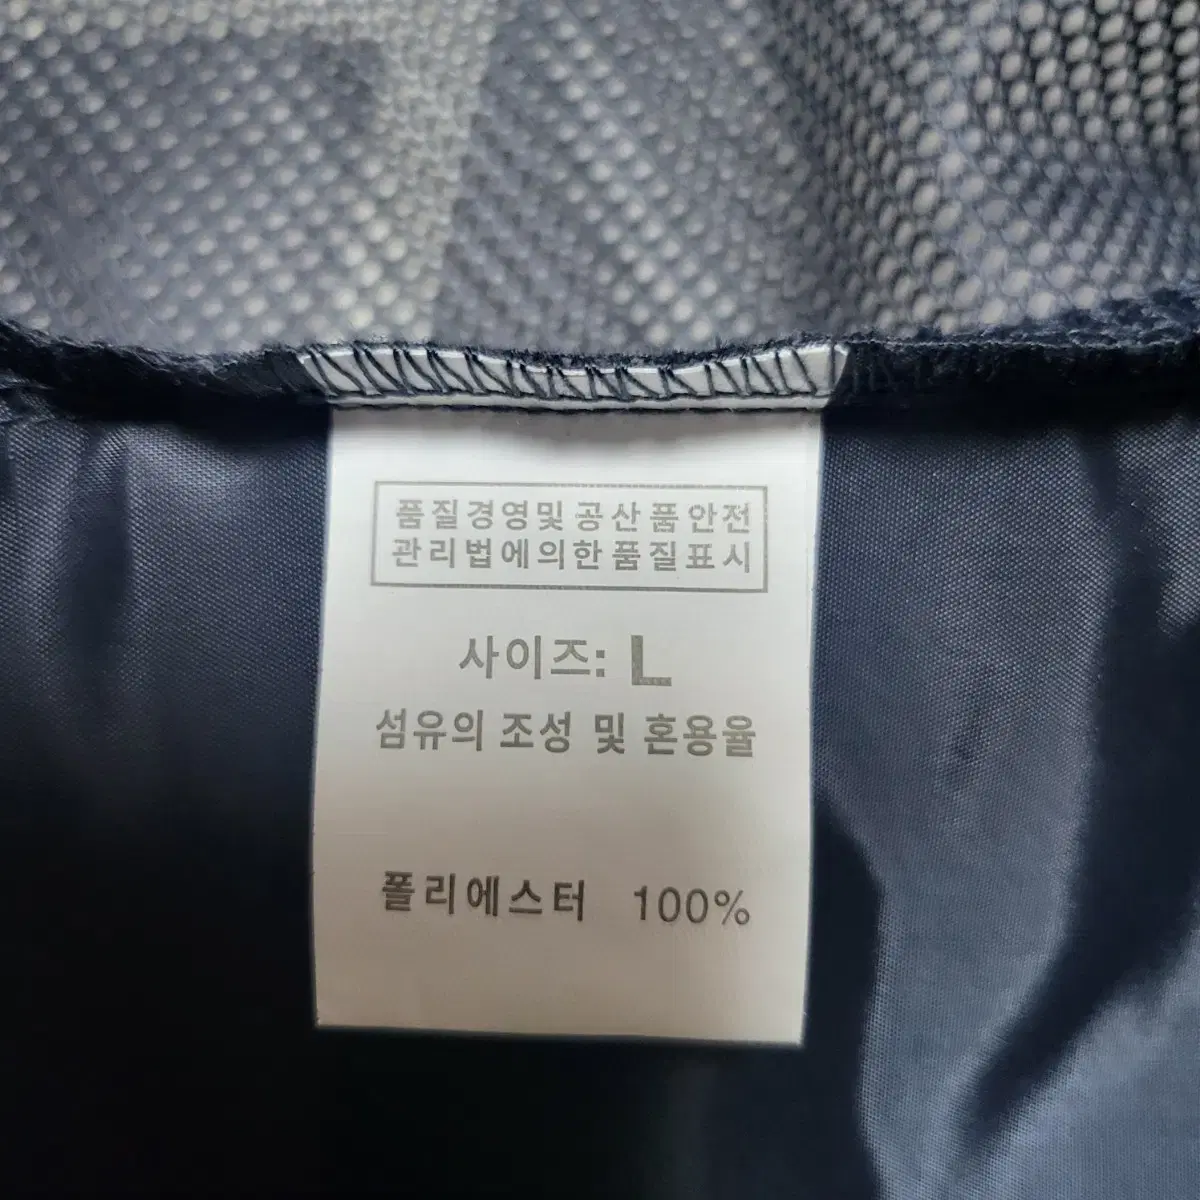 품질경영및공산품안전
관리법에의한품질표시
사이즈: L
섬유의 조성 및 혼용율
폴리에스터 100%